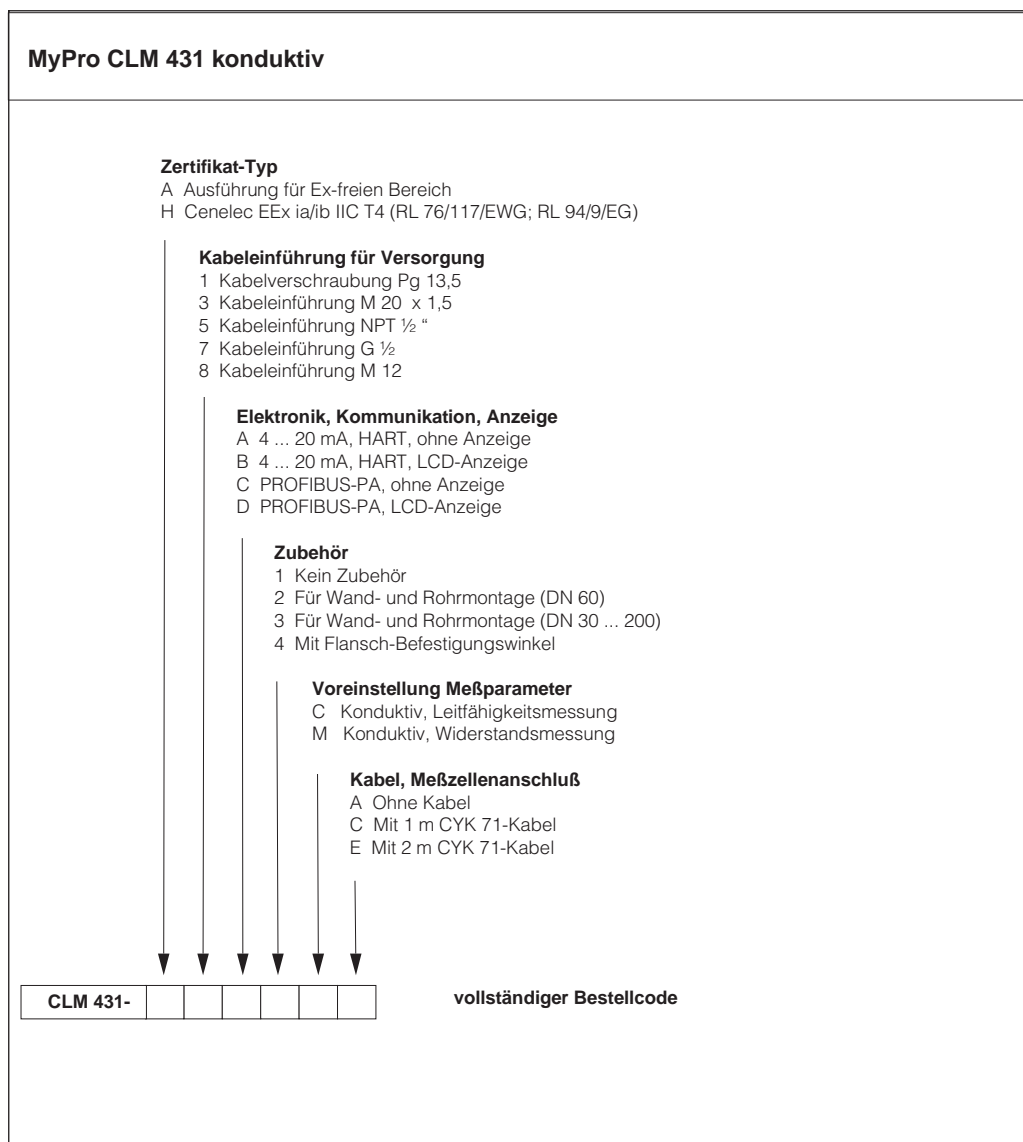 MyPro CLM 431 konduktiv
Zertifikat-Typ
A Ausführung für Ex-freien Bereich
H Cenelec EEx ia/ib IIC T4 (RL 76/117/EWG; RL 94/9/EG)
Kabeleinführung für Versorgung
1 Kabelverschraubung Pg 13,5
3 Kabeleinführung M 20 x 1,5
5 Kabeleinführung NPT ½ “
7 Kabeleinführung G ½
8 Kabeleinführung M 12
Elektronik, Kommunikation, Anzeige
A 4 ... 20 mA, HART, ohne Anzeige
B 4 ... 20 mA, HART, LCD-Anzeige
C PROFIBUS-PA, ohne Anzeige
D PROFIBUS-PA, LCD-Anzeige
Zubehör
1 Kein Zubehör
2 Für Wand- und Rohrmontage (DN 60)
3 Für Wand- und Rohrmontage (DN 30 ... 200)
4 Mit Flansch-Befestigungswinkel
Voreinstellung Meßparameter
C Konduktiv, Leitfähigkeitsmessung
M Konduktiv, Widerstandsmessung
Kabel, Meßzellenanschluß
A Ohne Kabel
C Mit 1 m CYK 71-Kabel
E Mit 2 m CYK 71-Kabel
CLM 431-
vollständiger Bestellcode